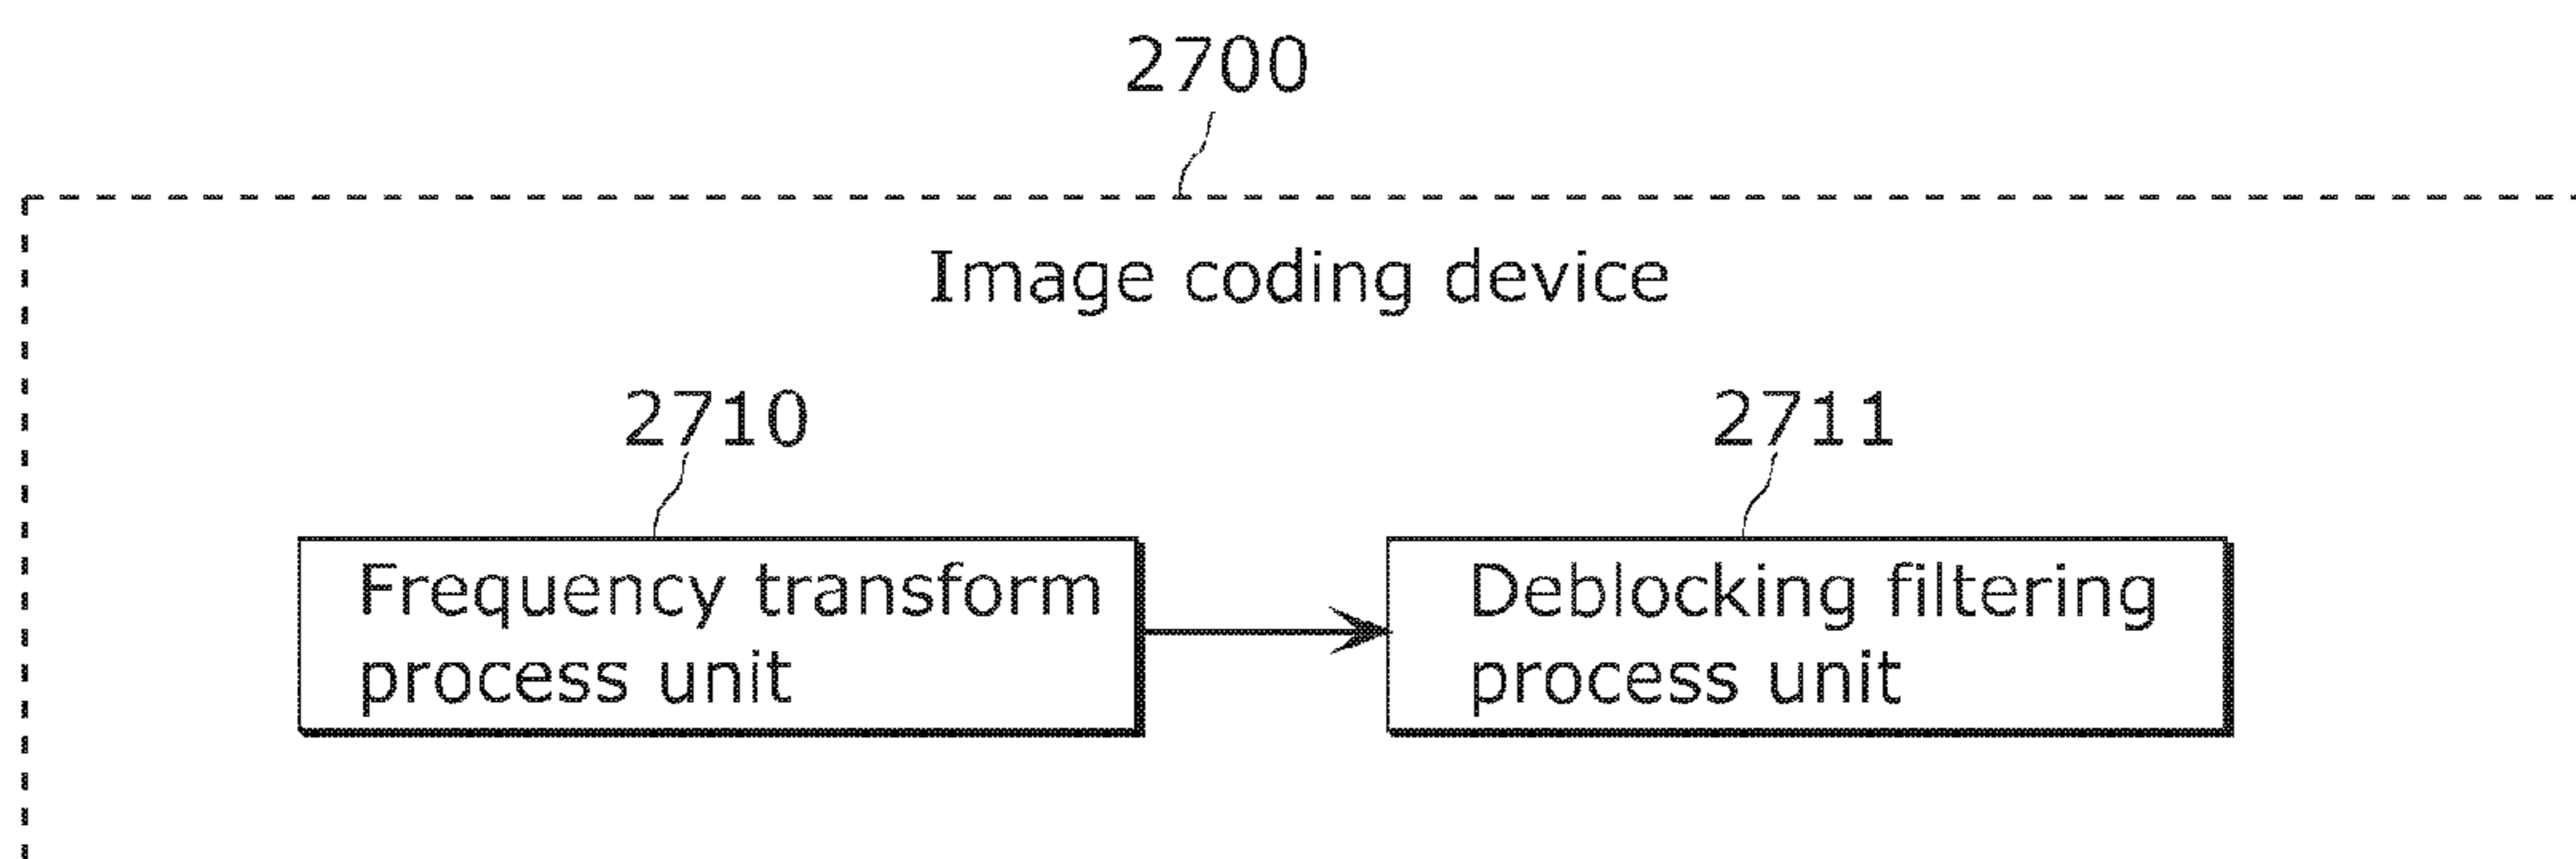 2700
Image coding device
2710
2711
Frequency transform
process unit
Deblocking filtering
process unit